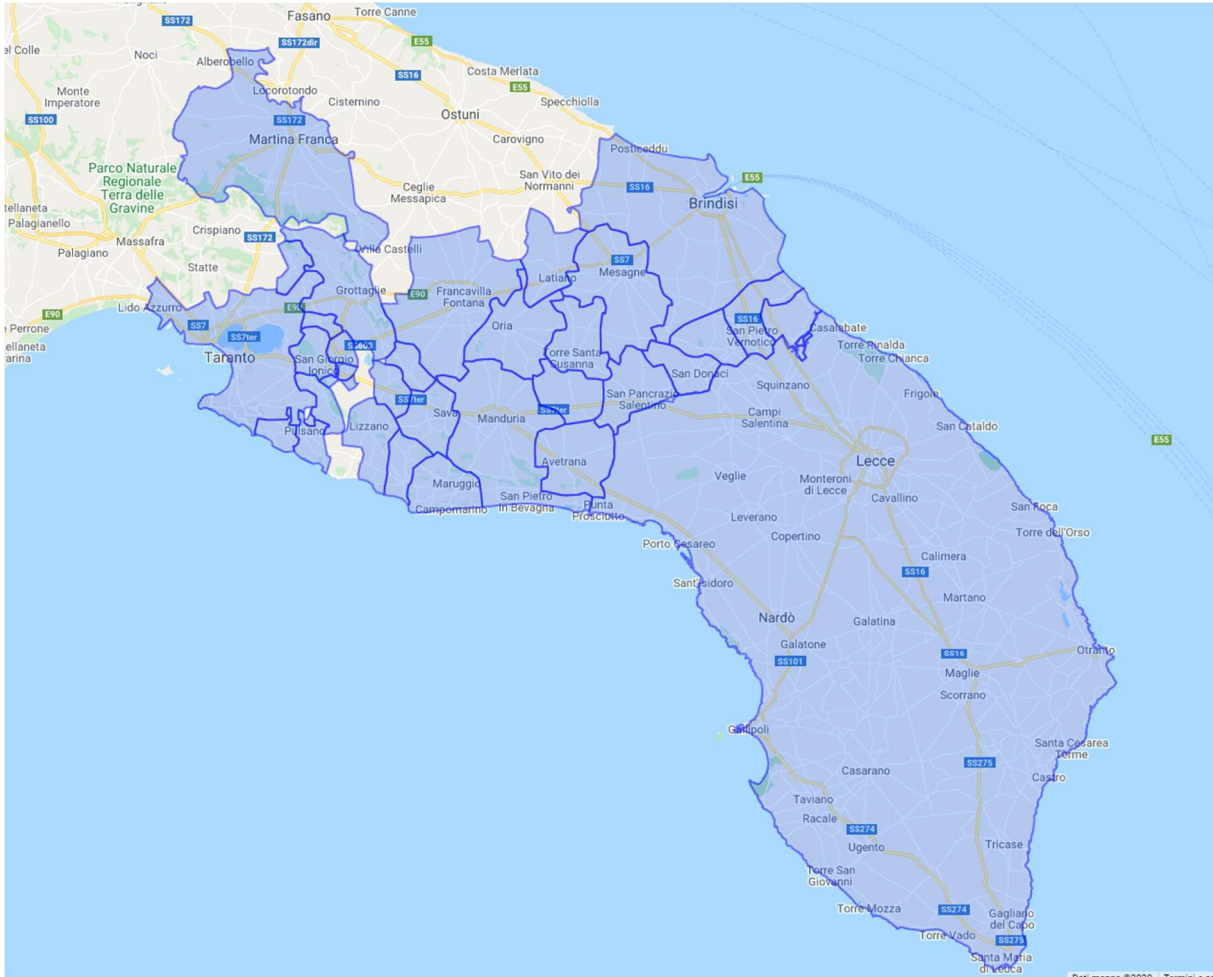 Fasano
Torre Canne
SS172
SS172dir
E55
el Colle
Noci
Alberobello
SS16
Costa Merlata
Monte
Imperatore
Locorotondo
Cisternino
E55
Specchiolla
SS100
SS172
Ostuni
Martina Franca
Carovigno
Posticeddu
Parco Naturale
Regionale
Terra delle
Gravine
San Vito dei
Normanni
E55
SS16
Ceglie
Messapica
Brindisi
tellaneta
Palagianello
Crispiano
SS172
Massafra
Villa Castelli
Palagiano
Statte
SS7
Mesagne
Latiano
Grottaglie
Francavilla
Fontana
E90
Lido Azzurro
E90
E90
SS7
Oria
SS16
San Pietro
Vernotico
Casalabate
e Perrone
ellaneta
arina
SS7ter
Taranto
San Giorgio
Ionico
Torre Santa
Susanna
Torre Rinalda
Torre Chianca
San Donaci
Squinzano
Frigole
SS7ter
San Pancrazio
Salentino
SS7ter
Sava
Manduria
Campi
Salentina
San Cataldo
Pulsano
Lizzano
E55
Avetrana
Lecce
Maruggio
Veglie
Monteroni
di Lecce
Cavallino
Campomarino
San Pietro
in Bevagna
Punta
Prosciutto
San Foca
Leverano
Torre dell'Orso
Copertino
Porto Cesareo
Calimera
SS16
Sant'Isidoro
Martano
Nardò
Galatina
Galatone
SS16
Otranto
SS101
Maglie
Scorrano
Gallipoli
Santa Cesarea
Terme
SS275
Casarano
Castro
Taviano
Racale
SS274
Ugento
Tricase
Torre San
Giovanni
Torre Mozza
SS274
Gagliano
del Capo
Torre Vado
SS275
Santa Maria
di Leuca